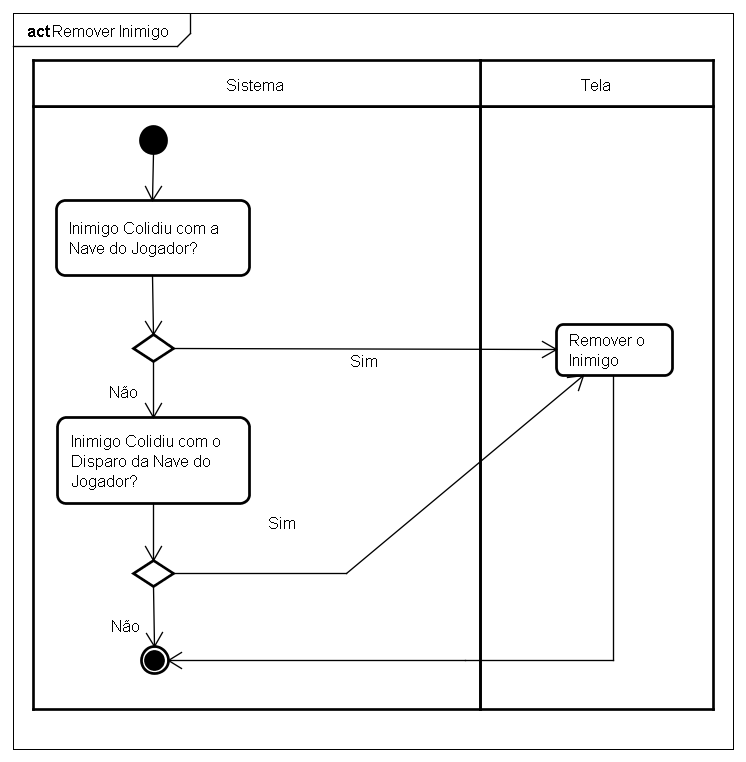 act Remover Inimigo
Sistema
Tela
Inimigo Colidiu com a
Nave do Jogador?
Remover o
Inimigo
Sim
Não
Inimigo Colidiu com o
Disparo da Nave do
Jogador?
Sim
Não